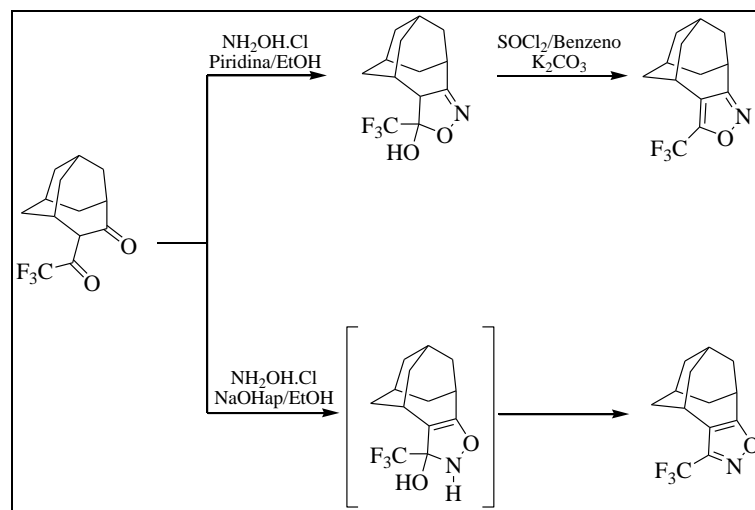 NH2OH.Cl
Piridina/EtOH
SOCl2/Benzeno
K2CO3
N
O
F3C
HO
N
O
F3C
O
F3C
O
NH2OH.Cl
NaOHap/EtOH
O
F3C
N
HO
H
O
N
F3C